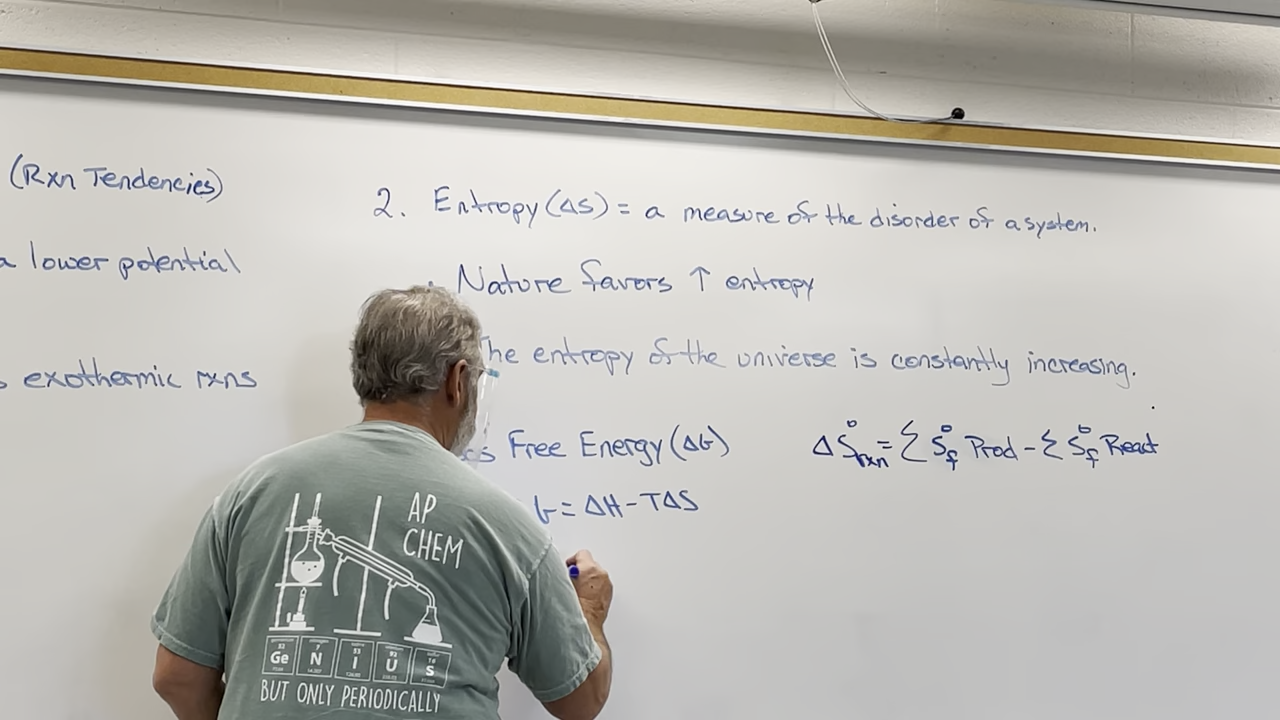 (Rxn Tendencies)
a lower potential
exothermic rxns
2. Entropy (ΔS) = a measure of the disorder of a system.
Nature favors ↑ entropy
The entropy of the universe is constantly increasing.
Free Energy (ΔG)
ΔS°rxn = Σ S°f Prod - Σ S°f React
G = ΔH - TΔS
AP
CHEM
Ge N I U S
BUT ONLY PERIODICALLY